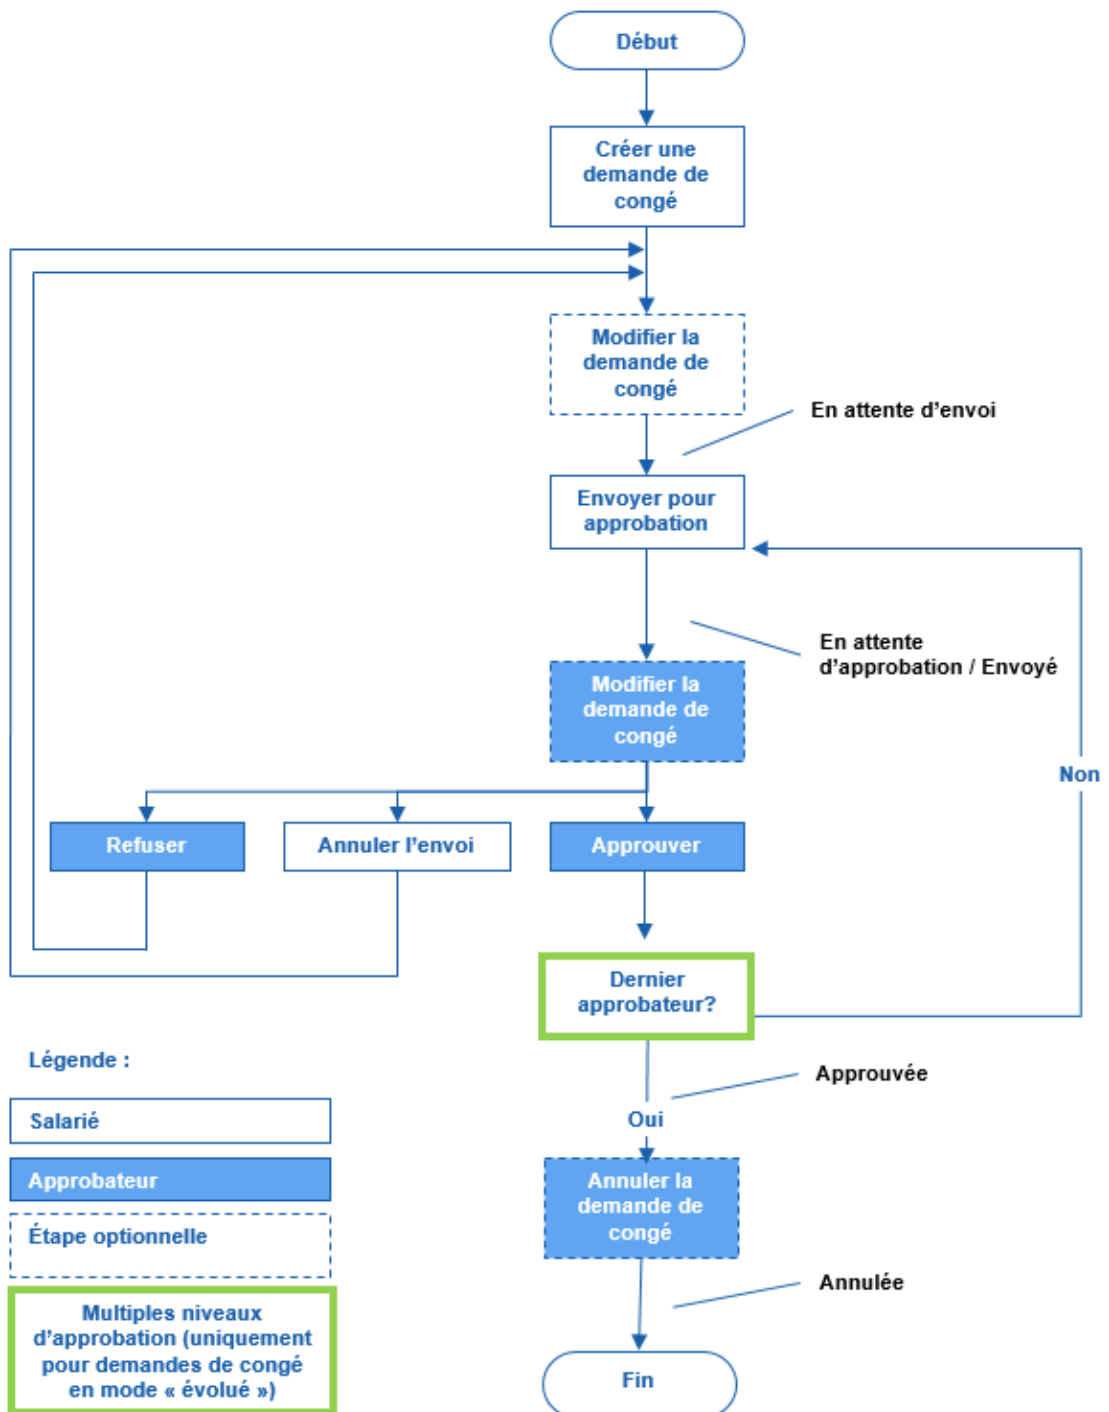 Début
Créer une
demande de
congé
Modifier la
demande de
congé
En attente d'envoi
Envoyer pour
approbation
En attente
d'approbation / Envoyé
Modifier la
demande de
congé
Non
Refuser
Annuler l'envoi
Approuver
Dernier
approbateur?
Légende :
Approuvée
Salarié
Oui
Approbateur
Annuler la
demande de
congé
Étape optionnelle
Annulée
Multiples niveaux
d'approbation (uniquement
pour demandes de congé
en mode « évolué »)
Fin